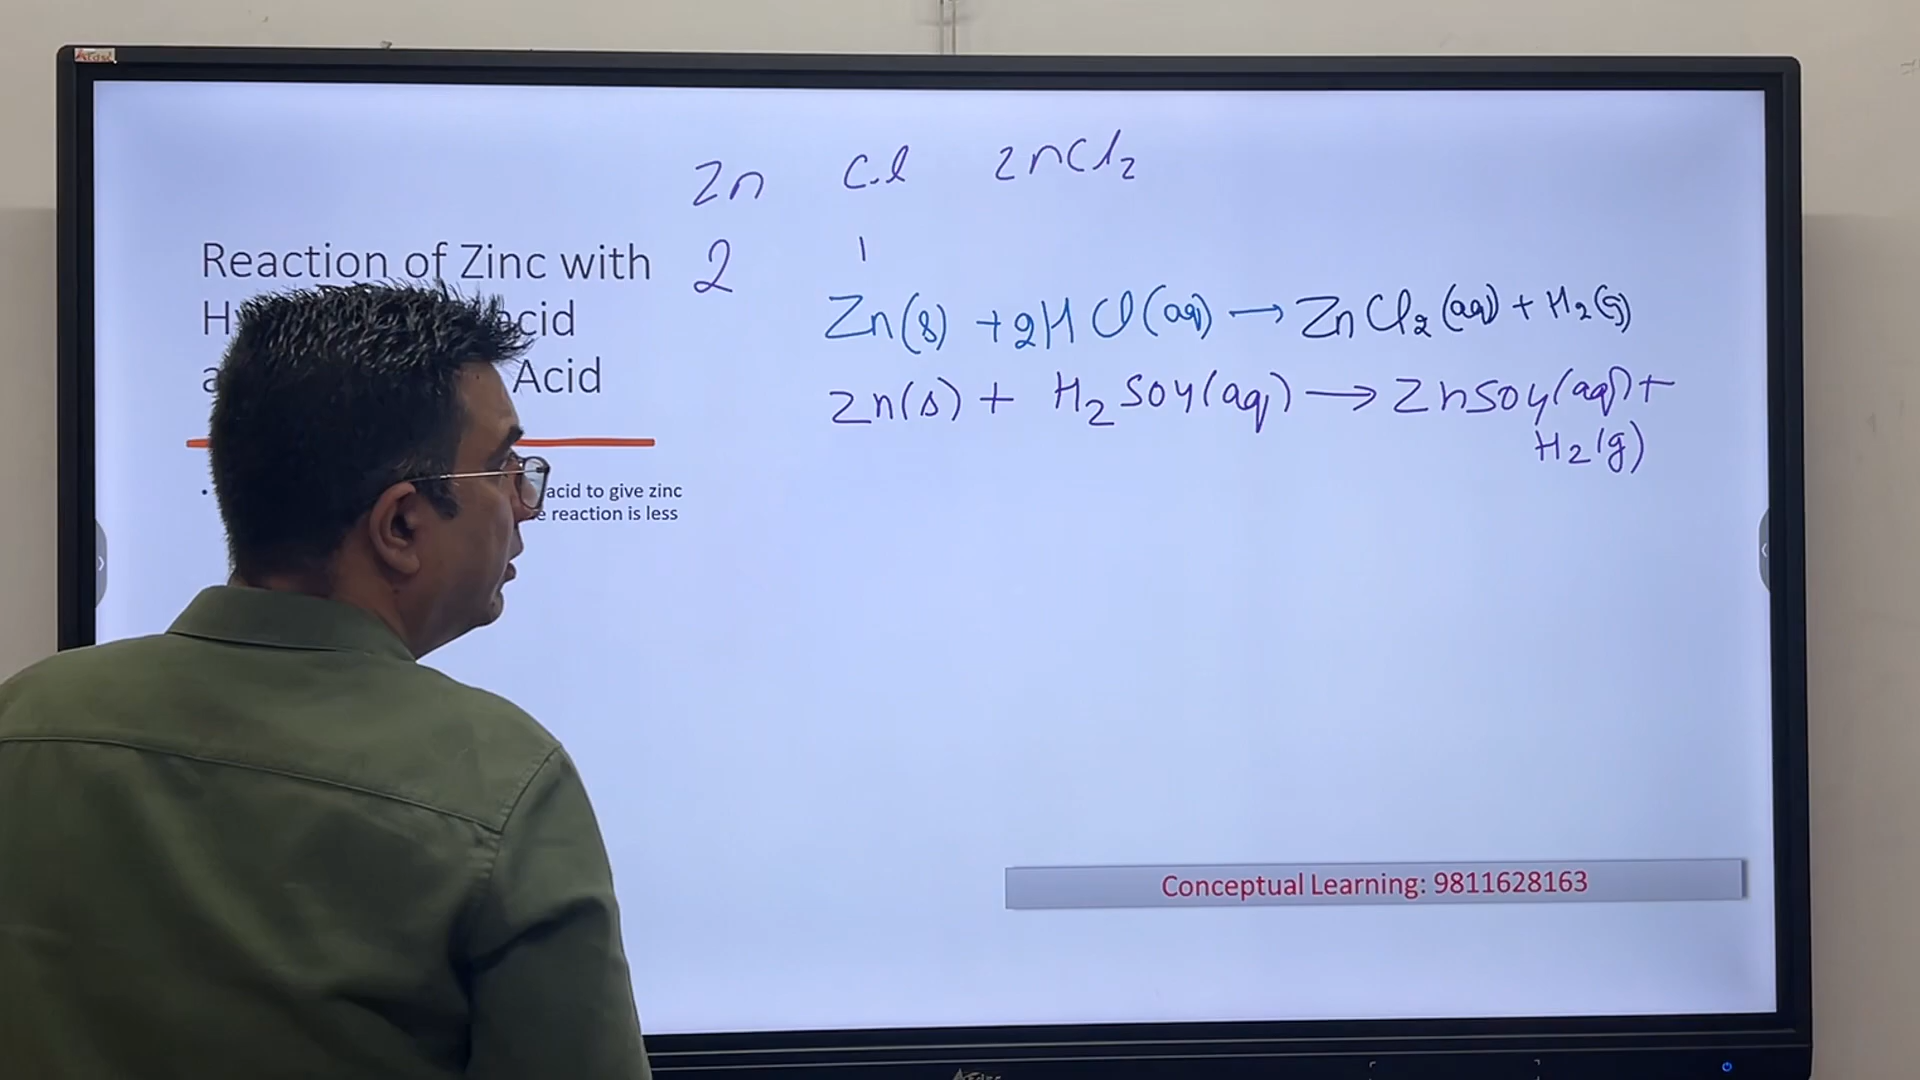 Zn Cl ZnCl₂
2 1
Reaction of Zinc with
acid
Acid
Zn(s) + 2HCl(aq) → ZnCl₂(aq) + H₂(g)
Zn(s) + H₂SO₄(aq) → ZnSO₄(aq) +
H₂(g)
acid to give zinc
reaction is less
Conceptual Learning: 9811628163